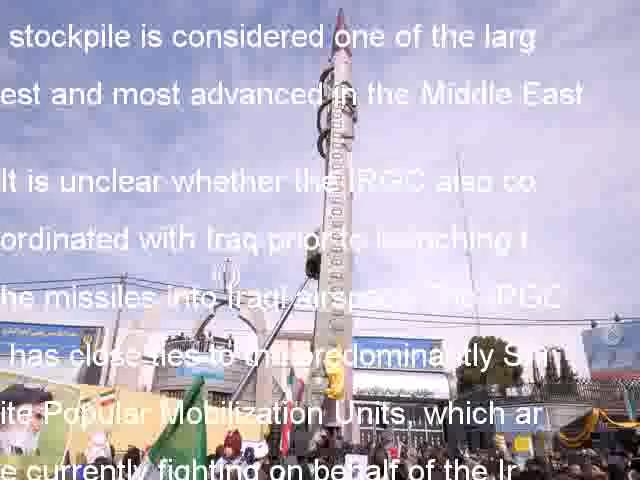 stockpile is considered one of the larg
est and most advanced in the Middle East
It is unclear whether the IRGC also co
ordinated with Iraq prior to launching t
he missiles into Iraqi airspace. The IRGC
has close ties to the predominantly Sh
ite Popular Mobilization Units, which ar
e currently fighting on behalf of the Ir